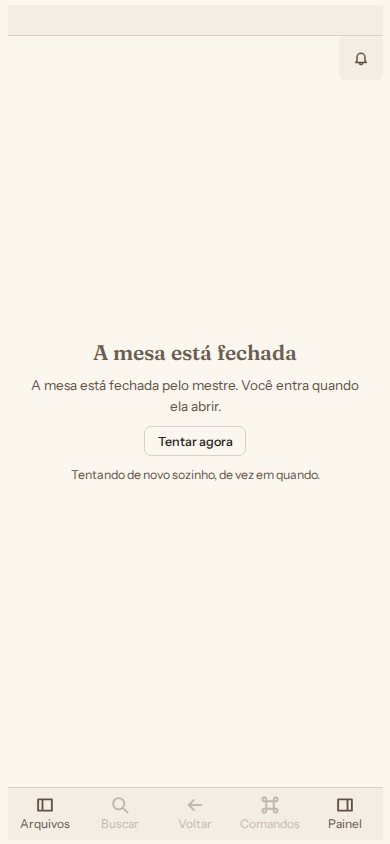 A mesa está fechada
A mesa está fechada pelo mestre. Você entra quando
ela abrir.
Tentar agora
Tentando de novo sozinho, de vez em quando.
Arquivos
Buscar
Voltar
Comandos
Painel